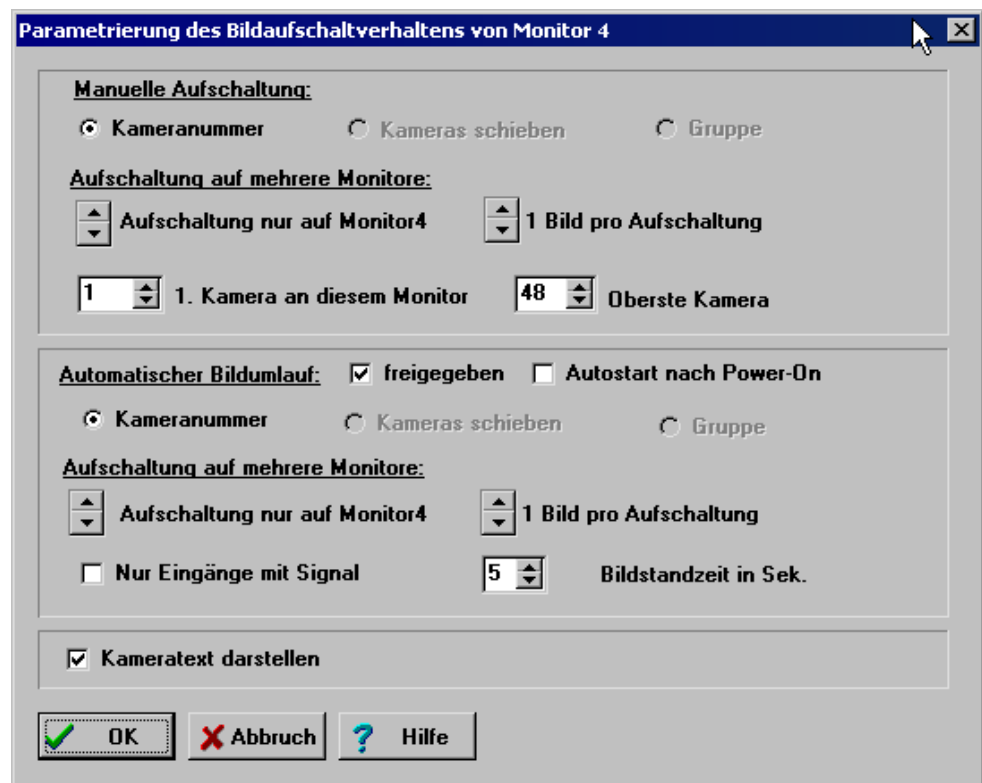 Parametrierung des Bildaufschaltverhaltens von Monitor 4
Manuelle Aufschaltung:
Kameranummer Kameras schieben Gruppe
Aufschaltung auf mehrere Monitore:
Aufschaltung nur auf Monitor4 1 Bild pro Aufschaltung
1 1. Kamera an diesem Monitor 48 Oberste Kamera
Automatischer Bildumlauf: freigegeben Autostart nach Power-On
Kameranummer Kameras schieben Gruppe
Aufschaltung auf mehrere Monitore:
Aufschaltung nur auf Monitor4 1 Bild pro Aufschaltung
Nur Eingänge mit Signal 5 Bildstandzeit in Sek.
Kameratext darstellen
OK Abbruch ? Hilfe